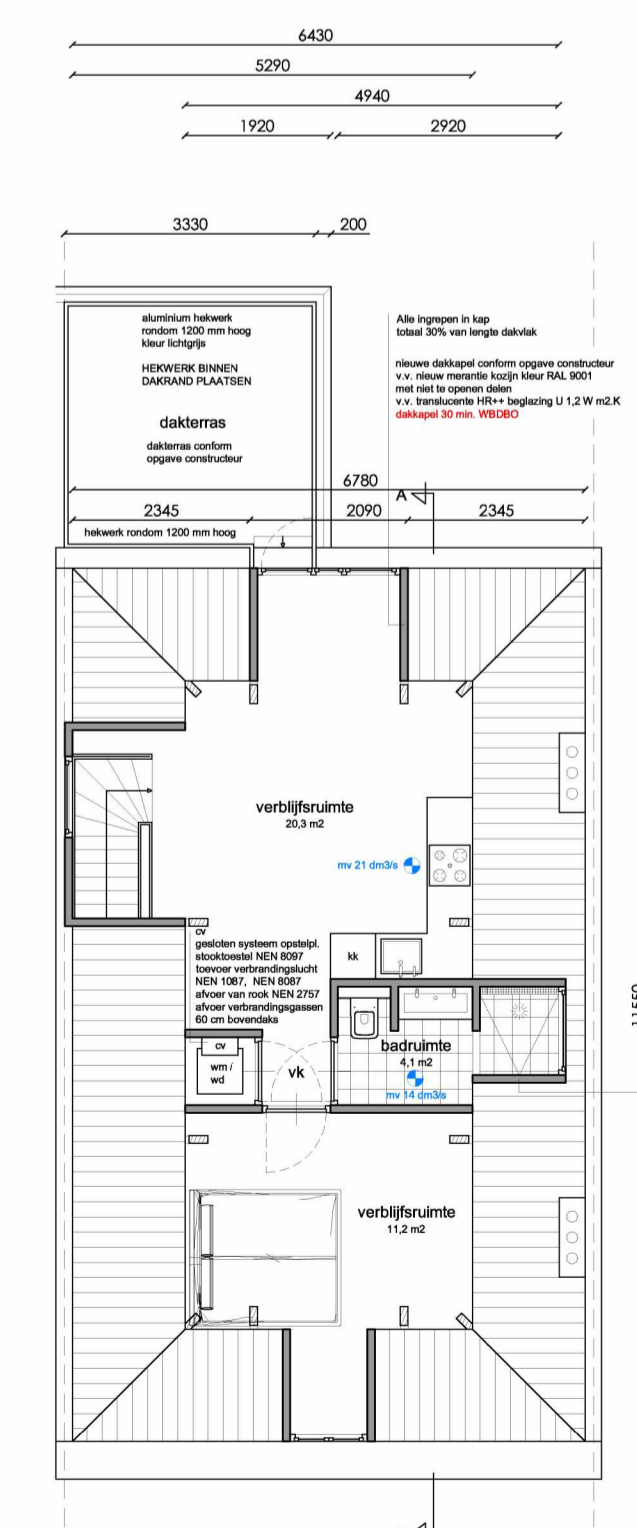 6430
5290
4940
1920
2920
3330
200
aluminium hekwerk
rondom 1200 mm hoog
kleur lichtgrijs
HEKWERK BINNEN
DAKRAND PLAATSEN
dakterras
dakterras conform
opgave constructeur
Alle ingrepen in kap
totaal 30% van lengte dakvlak
nieuwe dakkapel conform opgave constructeur
v.v. nieuw merantie kozijn kleur RAL 9001
met niet te openen delen
v.v. translucente HR++ beglazing U 1,2 W m2.K
dakkapel 30 min. WBDBO
6780
A
2345
2090
2345
hekwerk rondom 1200 mm hoog
verblijfsruimte
20,3 m2
mv 21 dm3/s
cv
gesloten systeem opstelpl.
stooktoestel NEN 8097
toevoer verbrandingslucht
NEN 1087, NEN 8087
afvoer van rook NEN 2757
afvoer verbrandingsgassen
60 cm bovendaks
kk
11550
badruimte
4,1 m2
mv 14 dm3/s
cv
wm /
wd
vk
verblijfsruimte
11,2 m2